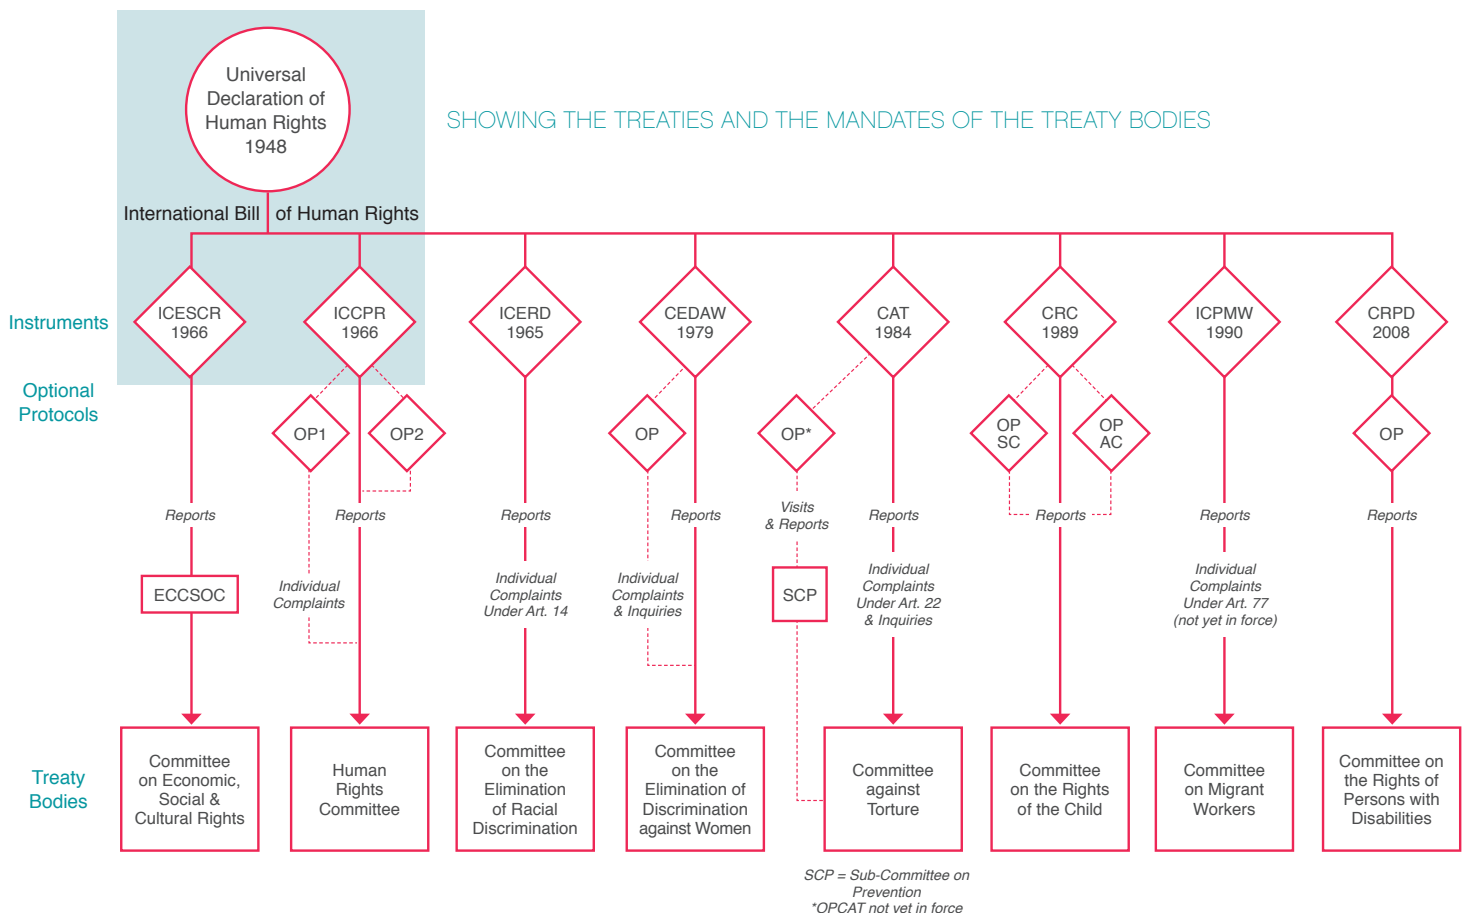 Universal
Declaration of
Human Rights
1948
SHOWING THE TREATIES AND THE MANDATES OF THE TREATY BODIES
International Bill of Human Rights
Instruments
ICESCR
1966
ICCPR
1966
ICERD
1965
CEDAW
1979
CAT
1984
CRC
1989
ICPMW
1990
CRPD
2008
Optional
Protocols
OP1
OP2
OP
OP*
OP
SC
OP
AC
OP
Reports
Reports
Reports
Reports
Visits
& Reports
Reports
Reports
Reports
Reports
ECCSOC
Individual
Complaints
Individual
Complaints
Under Art. 14
Individual
Complaints
& Inquiries
SCP
Individual
Complaints
Under Art. 22
& Inquiries
Individual
Complaints
Under Art. 77
(not yet in force)
Treaty
Bodies
Committee
on Economic,
Social &
Cultural Rights
Human
Rights
Committee
Committee
on the
Elimination
of Racial
Discrimination
Committee
on the
Elimination of
Discrimination
against Women
Committee
against
Torture
Committee
on the Rights
of the Child
Committee
on Migrant
Workers
Committee on
the Rights of
Persons with
Disabilities
SCP = Sub-Committee on
Prevention
*OPCAT not yet in force